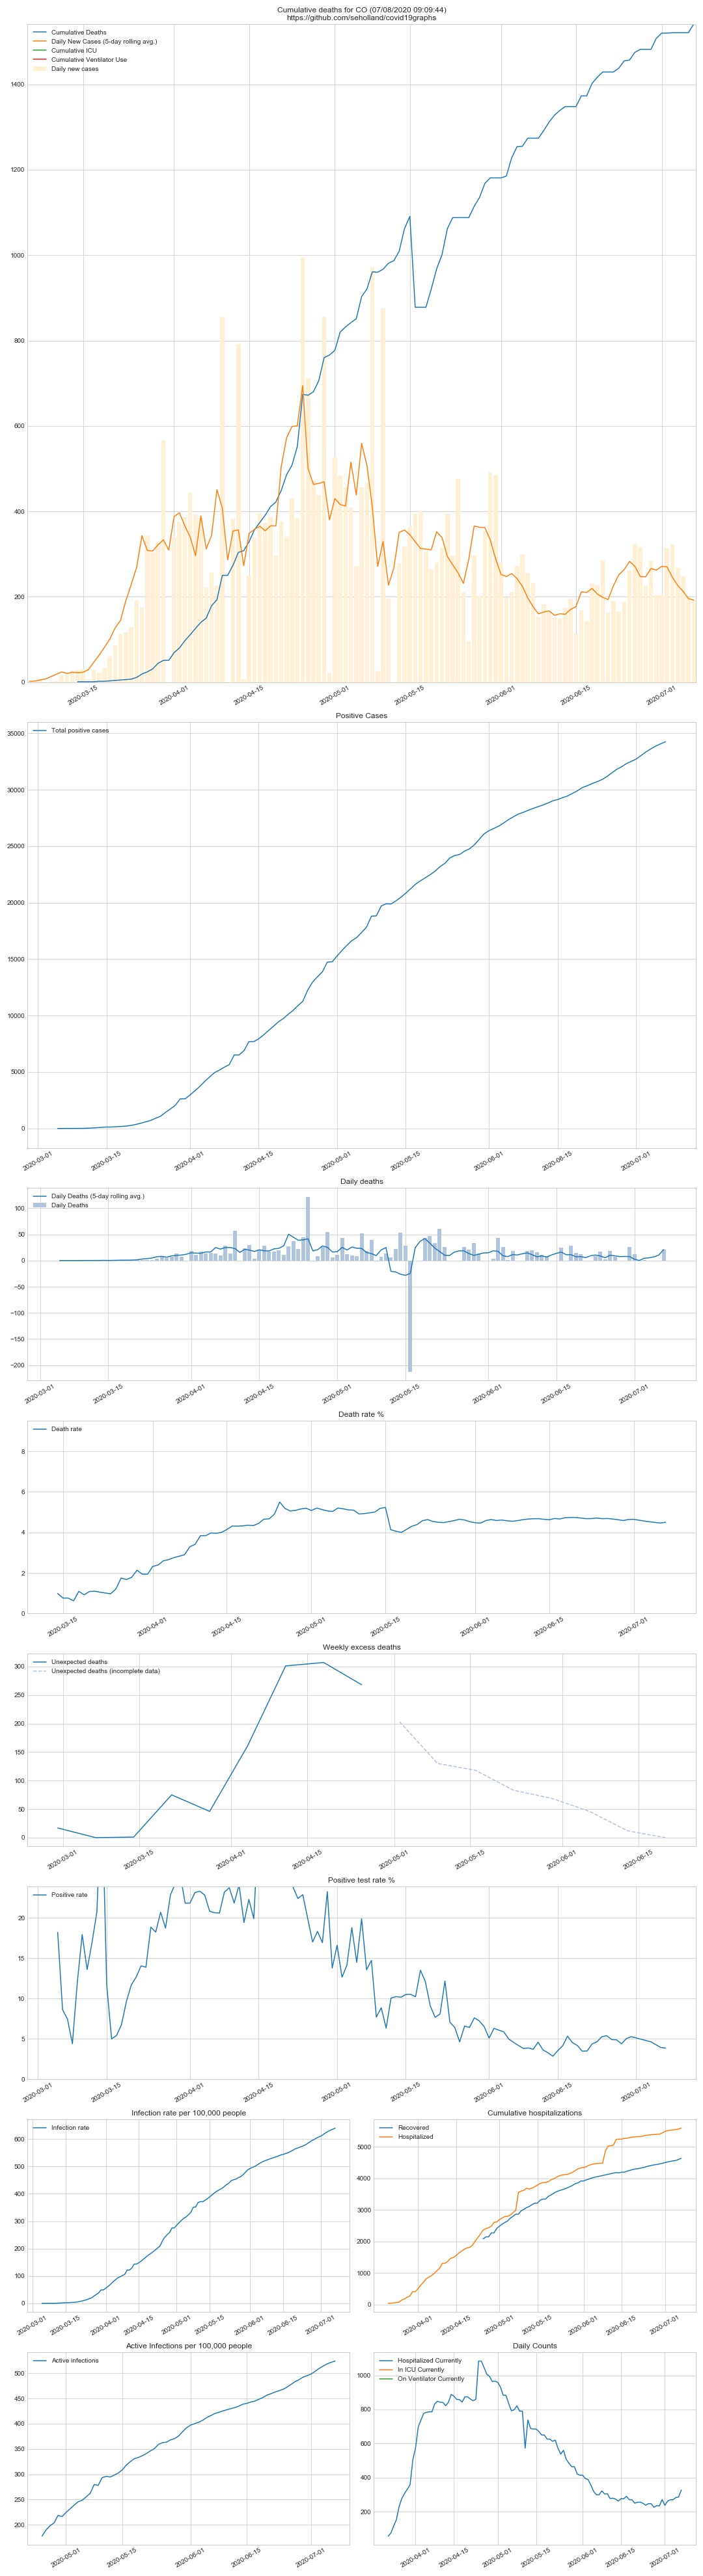 Cumulative deaths for CO (07/08/2020 09:09:44)
https://github.com/seholland/covid19graphs
Cumulative Deaths
Daily New Cases (5-day rolling avg.)
Cumulative ICU
Cumulative Ventilator Use
Daily new cases
1400
1200
1000
800
600
400
200
0
2020-03-15 2020-04-01 2020-04-15 2020-05-01 2020-05-15 2020-06-01 2020-06-15 2020-07-01
Positive Cases
Total positive cases
35000
30000
25000
20000
15000
10000
5000
0
2020-03-01 2020-03-15 2020-04-01 2020-04-15 2020-05-01 2020-05-15 2020-06-01 2020-06-15 2020-07-01
Daily deaths
Daily Deaths (5-day rolling avg.)
Daily Deaths
100
50
0
−50
−100
−150
−200
2020-03-01 2020-03-15 2020-04-01 2020-04-15 2020-05-01 2020-05-15 2020-06-01 2020-06-15 2020-07-01
Death rate %
Death rate
8
6
4
2
0
2020-03-15 2020-04-01 2020-04-15 2020-05-01 2020-05-15 2020-06-01 2020-06-15 2020-07-01
Weekly excess deaths
Unexpected deaths
Unexpected deaths (incomplete data)
300
250
200
150
100
50
0
2020-03-01 2020-03-15 2020-04-01 2020-04-15 2020-05-01 2020-05-15 2020-06-01 2020-06-15
Positive test rate %
Positive rate
20
15
10
5
0
2020-03-01 2020-03-15 2020-04-01 2020-04-15 2020-05-01 2020-05-15 2020-06-01 2020-06-15 2020-07-01
Infection rate per 100,000 people
Infection rate
600
500
400
300
200
100
0
2020-03-01 2020-03-15 2020-04-01 2020-04-15 2020-05-01 2020-05-15 2020-06-01 2020-06-15 2020-07-01
Cumulative hospitalizations
Recovered
Hospitalized
5000
4000
3000
2000
1000
0
2020-04-01 2020-04-15 2020-05-01 2020-05-15 2020-06-01 2020-06-15 2020-07-01
Active Infections per 100,000 people
Active infections
500
450
400
350
300
250
200
2020-05-01 2020-05-15 2020-06-01 2020-06-15 2020-07-01
Daily Counts
Hospitalized Currently
In ICU Currently
On Ventilator Currently
1000
800
600
400
200
2020-04-01 2020-04-15 2020-05-01 2020-05-15 2020-06-01 2020-06-15 2020-07-01